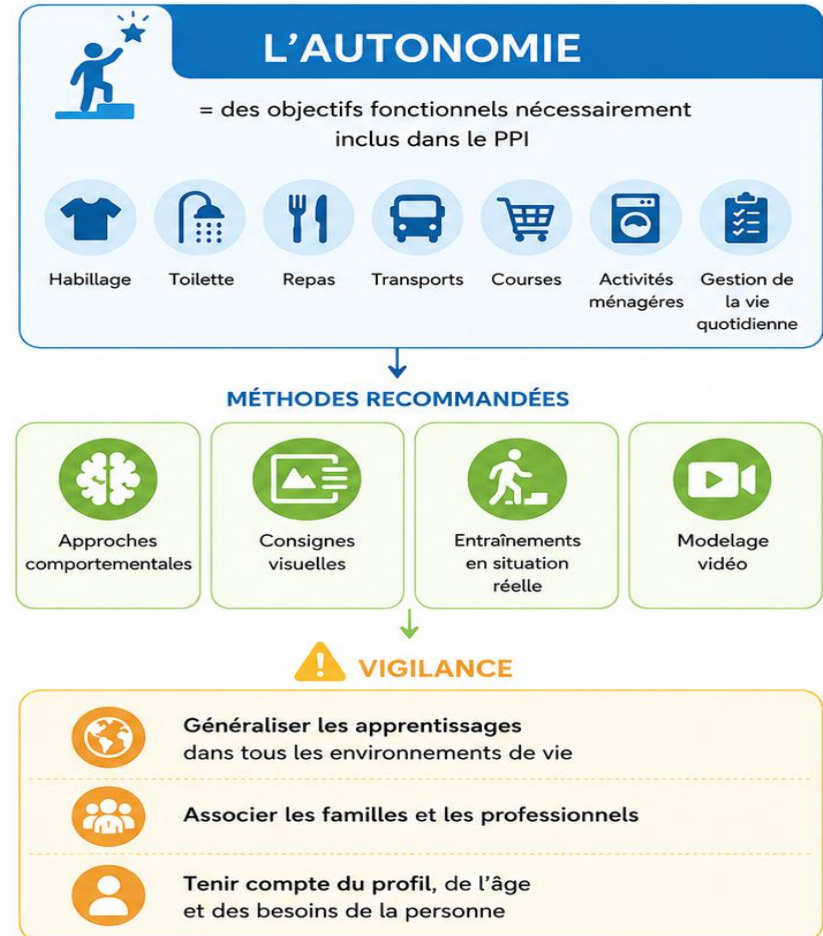 L'AUTONOMIE
= des objectifs fonctionnels nécessairement
inclus dans le PPI
Habillage
Toilette
Repas
Transports
Courses
Activités
ménagéres
Gestion de
la vie
quotidienne
MÉTHODES RECOMMANDÉES
Approches
comportementales
Consignes
visuelles
Entraînements
en situation
réelle
Modelage
vidéo
VIGILANCE
Généraliser les apprentissages
dans tous les environnements de vie
Associer les familles et les professionnels
Tenir compte du profil, de l'âge
et des besoins de la personne